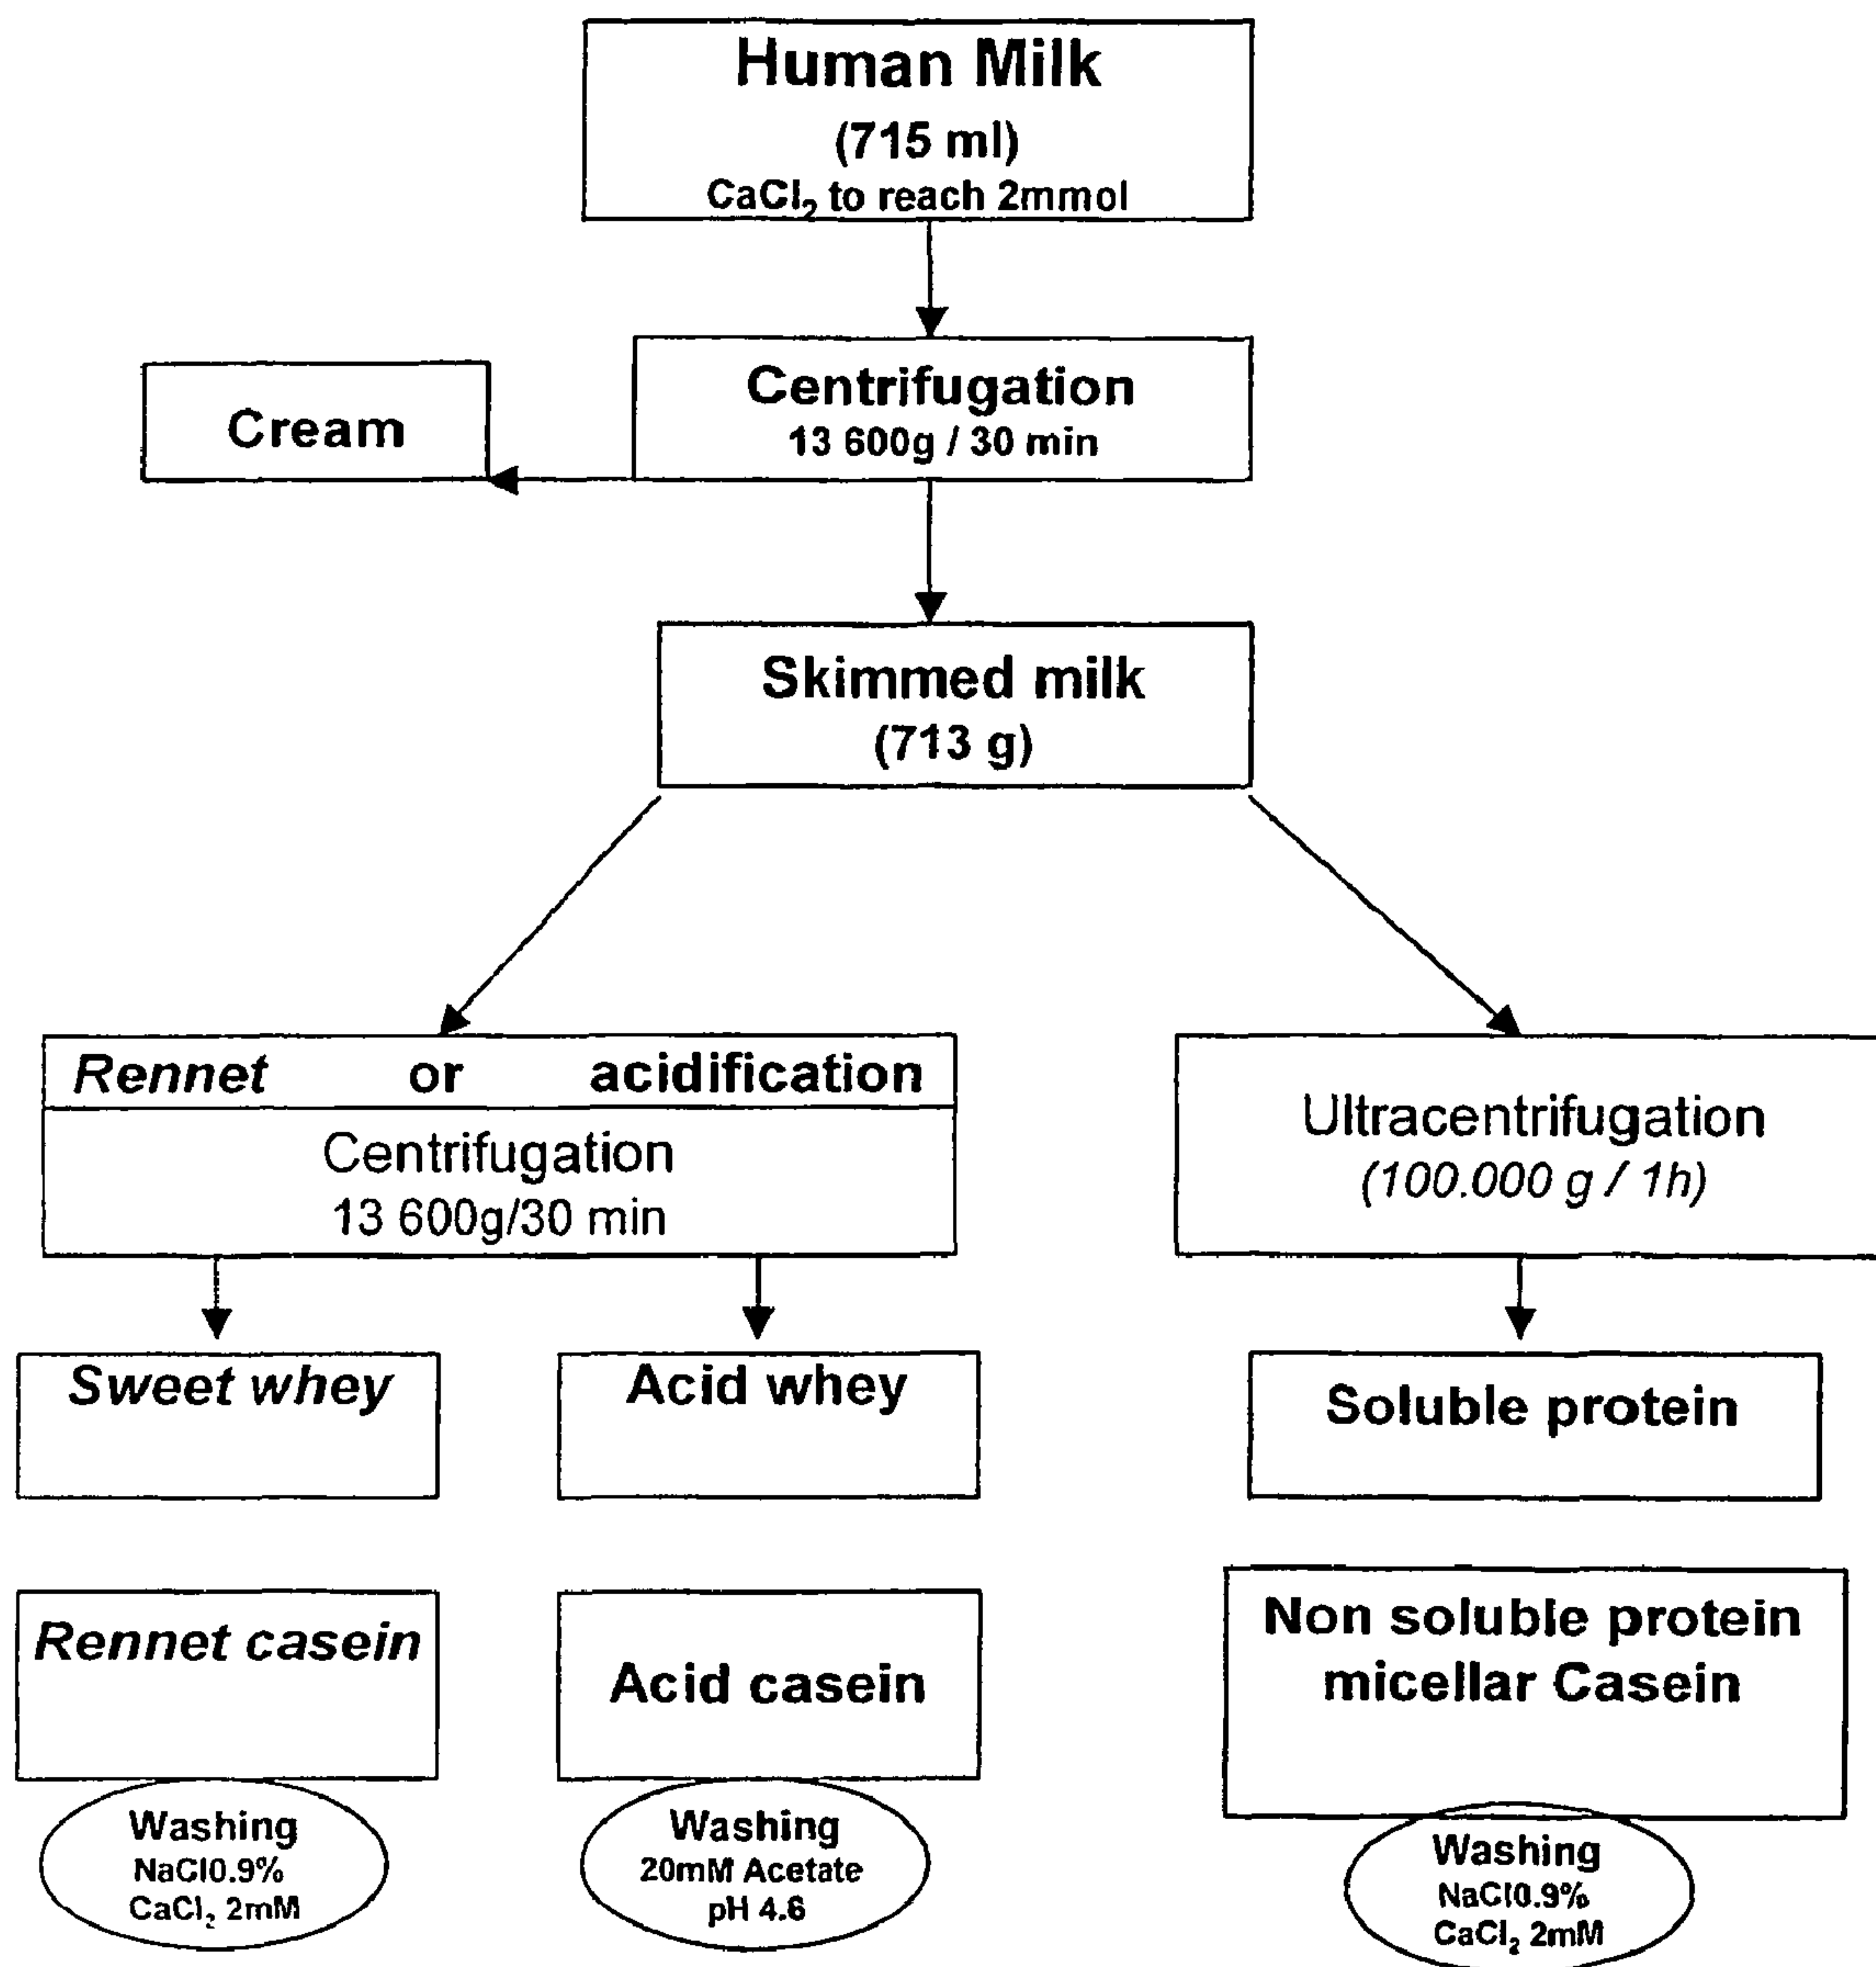 Human Milk
(715 ml)
CaCl₂ to reach 2mmol
Centrifugation
13 600g / 30 min
Cream
Skimmed milk
(713 g)
Rennet or acidification
Centrifugation
13 600g/30 min
Ultracentrifugation
(100.000 g / 1h)
Sweet whey
Acid whey
Soluble protein
Rennet casein
Acid casein
Non soluble protein
micellar Casein
Washing
NaCl0.9%
CaCl₂ 2mM
Washing
20mM Acetate
pH 4.6
Washing
NaCl0.9%
CaCl₂ 2mM